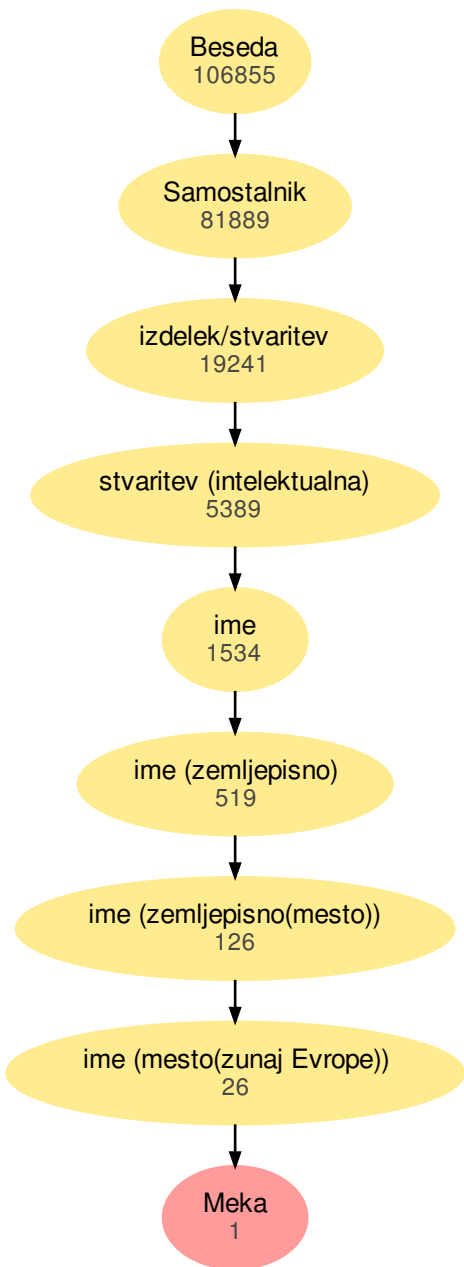 Beseda
106855
Samostalnik
81889
izdelek/stvaritev
19241
stvaritev (intelektualna)
5389
ime
1534
ime (zemljepisno)
519
ime (zemljepisno(mesto))
126
ime (mesto(zunaj Evrope))
26
Meka
1